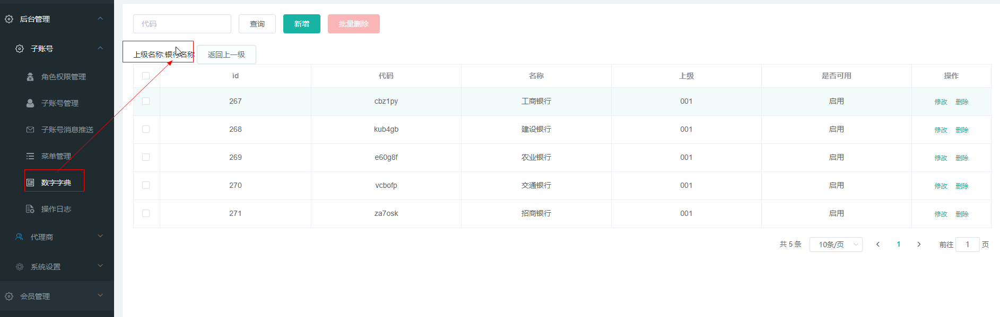 后台管理
子账号
角色权限管理
子账号管理
子账号消息推送
菜单管理
数字字典
操作日志
代理商
系统设置
会员管理
代码 查询 新增 批量删除
上级名称:银行名称 返回上一级
id 代码 名称 上级 是否可用 操作
267 cbz1py 工商银行 001 启用 修改 删除
268 kub4gb 建设银行 001 启用 修改 删除
269 e60g8f 农业银行 001 启用 修改 删除
270 vcbofp 交通银行 001 启用 修改 删除
271 za7osk 招商银行 001 启用 修改 删除
共 5 条 10条/页 1 前往 1 页